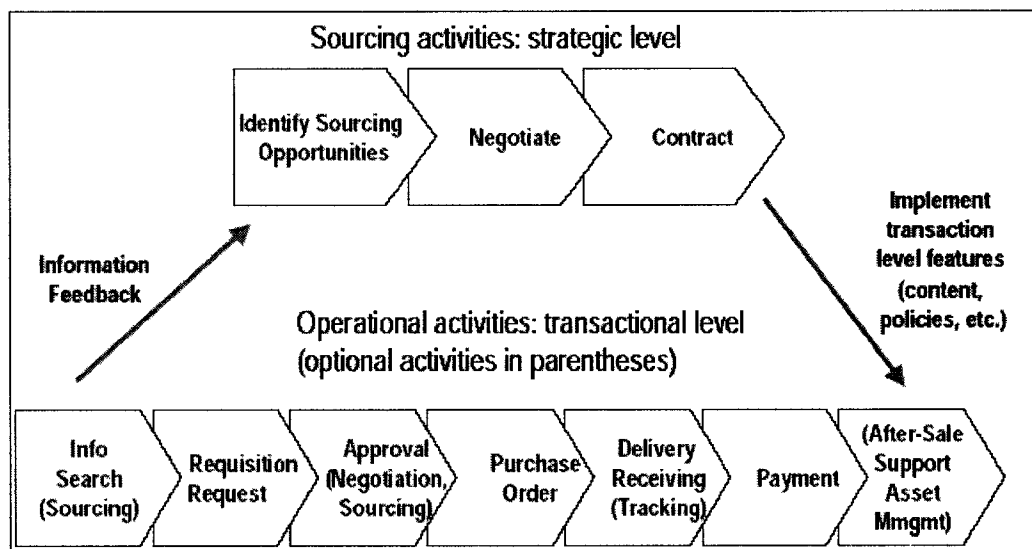 Sourcing activities: strategic level
Identify Sourcing
Opportunities
Negotiate
Contract
Information
Feedback
Implement
transaction
level features
(content,
policies, etc.)
Operational activities: transactional level
(optional activities in parentheses)
Info
Search
(Sourcing)
Requisition
Request
Approval
(Negotiation,
Sourcing)
Purchase
Order
Delivery
Receiving
(Tracking)
Payment
(After-Sale
Support
Asset
Mmgmt)